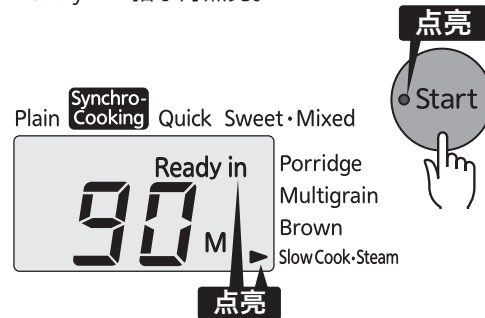 点亮
Start
Plain Synchro-Cooking Quick Sweet・Mixed
Ready in
90 M
Porridge
Multigrain
Brown
Slow Cook・Steam
点亮